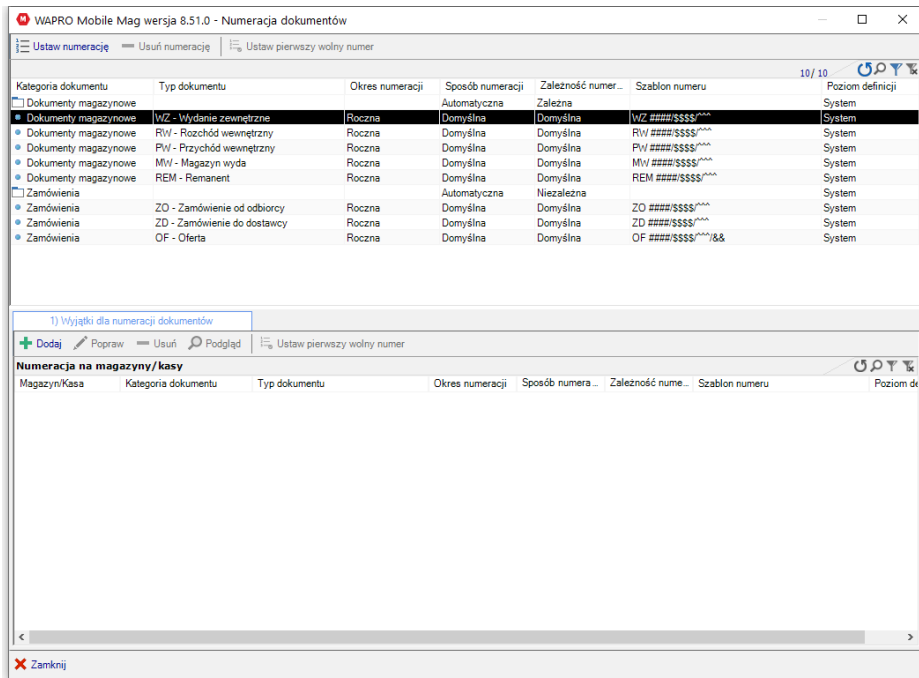 WAPRO Mobile Mag wersja 8.51.0 - Numeracja dokumentów
Ustaw numerację Usuń numerację Ustaw pierwszy wolny numer
10/ 10
Kategoria dokumentu Typ dokumentu Okres numeracji Sposób numeracji Zależność numer... Szablon numeru Poziom definicji
Dokumenty magazynowe Automatyczna Zależna System
Dokumenty magazynowe WZ - Wydanie zewnętrzne Roczna Domyślna Domyślna WZ ####/$$$$/^^^ System
Dokumenty magazynowe RW - Rozchód wewnętrzny Roczna Domyślna Domyślna RW ####/$$$$/^^^ System
Dokumenty magazynowe PW - Przychód wewnętrzny Roczna Domyślna Domyślna PW ####/$$$$/^^^ System
Dokumenty magazynowe MW - Magazyn wyda Roczna Domyślna Domyślna MW ####/$$$$/^^^ System
Dokumenty magazynowe REM - Remanent Roczna Domyślna Domyślna REM ####/$$$$/^^^ System
Zamówienia Automatyczna Niezależna System
Zamówienia ZO - Zamówienie od odbiorcy Roczna Domyślna Domyślna ZO ####/$$$$/^^^ System
Zamówienia ZD - Zamówienie do dostawcy Roczna Domyślna Domyślna ZD ####/$$$$/^^^ System
Zamówienia OF - Oferta Roczna Domyślna Domyślna OF ####/$$$$/^^^/&& System
1) Wyjątki dla numeracji dokumentów
Dodaj Popraw Usuń Podgląd Ustaw pierwszy wolny numer
Numeracja na magazyny/kasy
Magazyn/Kasa Kategoria dokumentu Typ dokumentu Okres numeracji Sposób numera... Zależność nume... Szablon numeru Poziom de
Zamknij